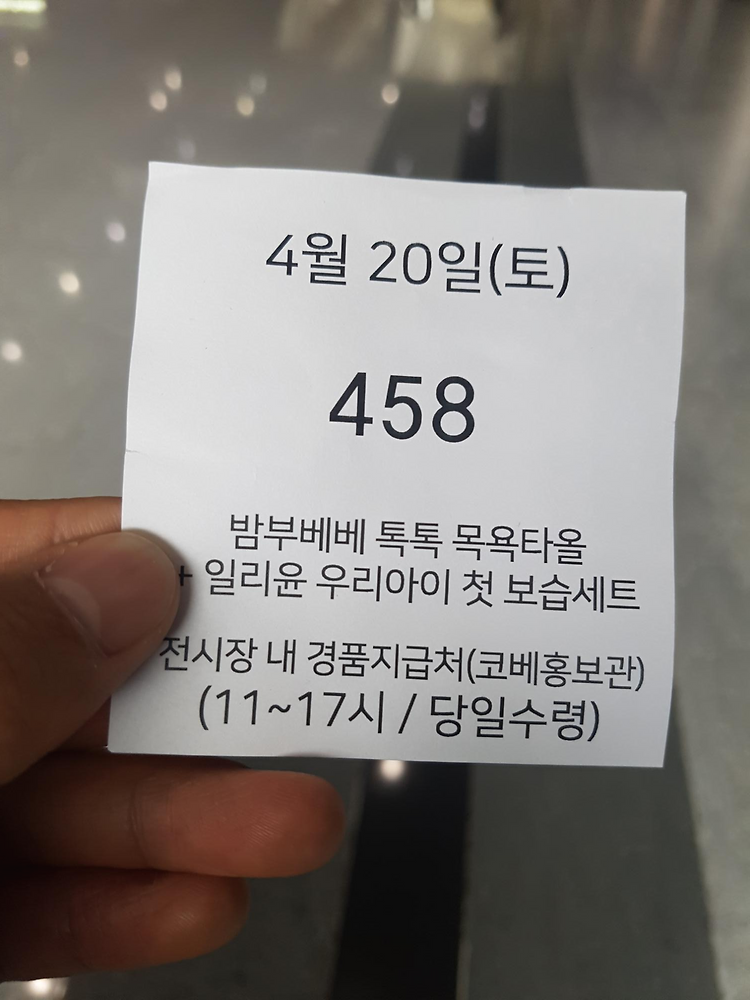 4월 20일(토)
458
밤부베베 톡톡 목욕타올
+ 일리윤 우리아이 첫 보습세트
전시장 내 경품지급처(코베홍보관)
(11~17시 / 당일수령)